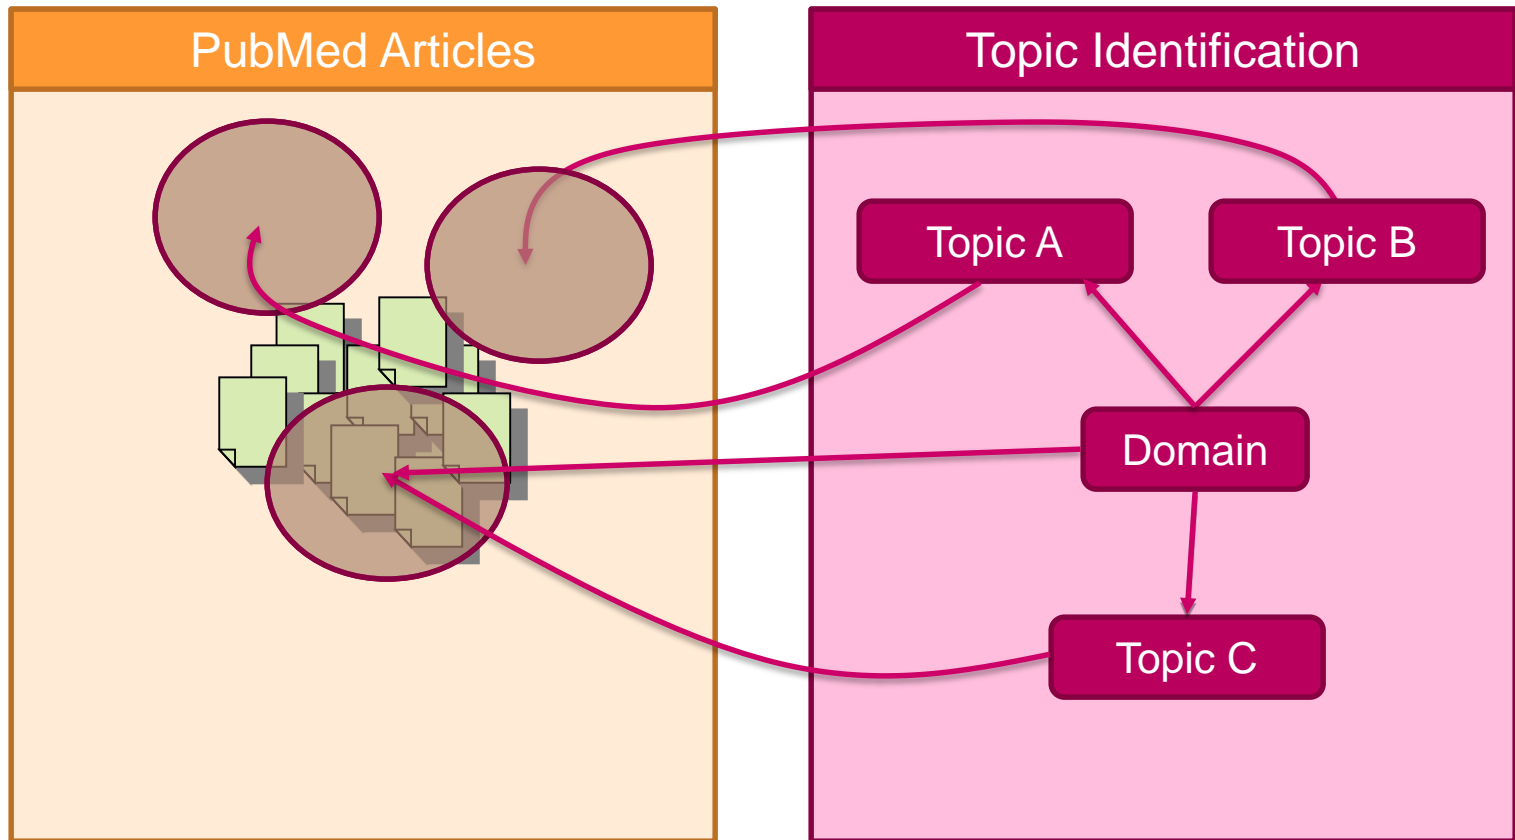 PubMed Articles
Topic Identification
Topic A
Topic B
Domain
Topic C